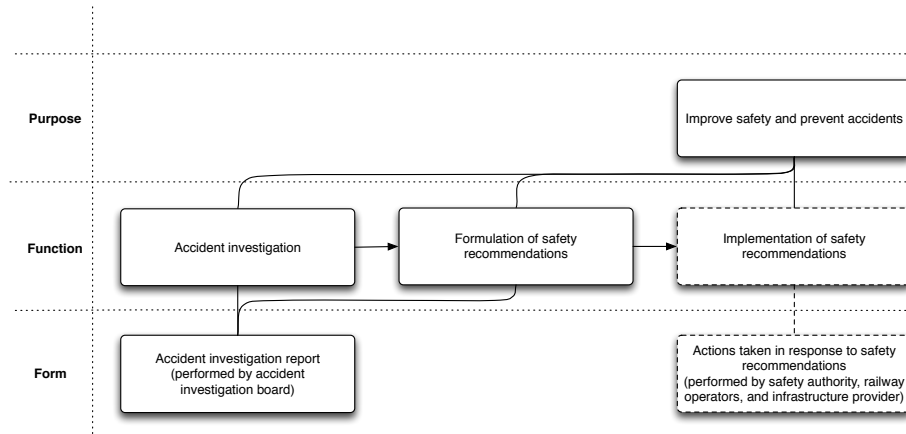 Purpose
Improve safety and prevent accidents
Function
Accident investigation
Formulation of safety
recommendations
Implementation of safety
recommendations
Form
Accident investigation report
(performed by accident
investigation board)
Actions taken in response to safety
recommendations
(performed by safety authority, railway
operators, and infrastructure provider)